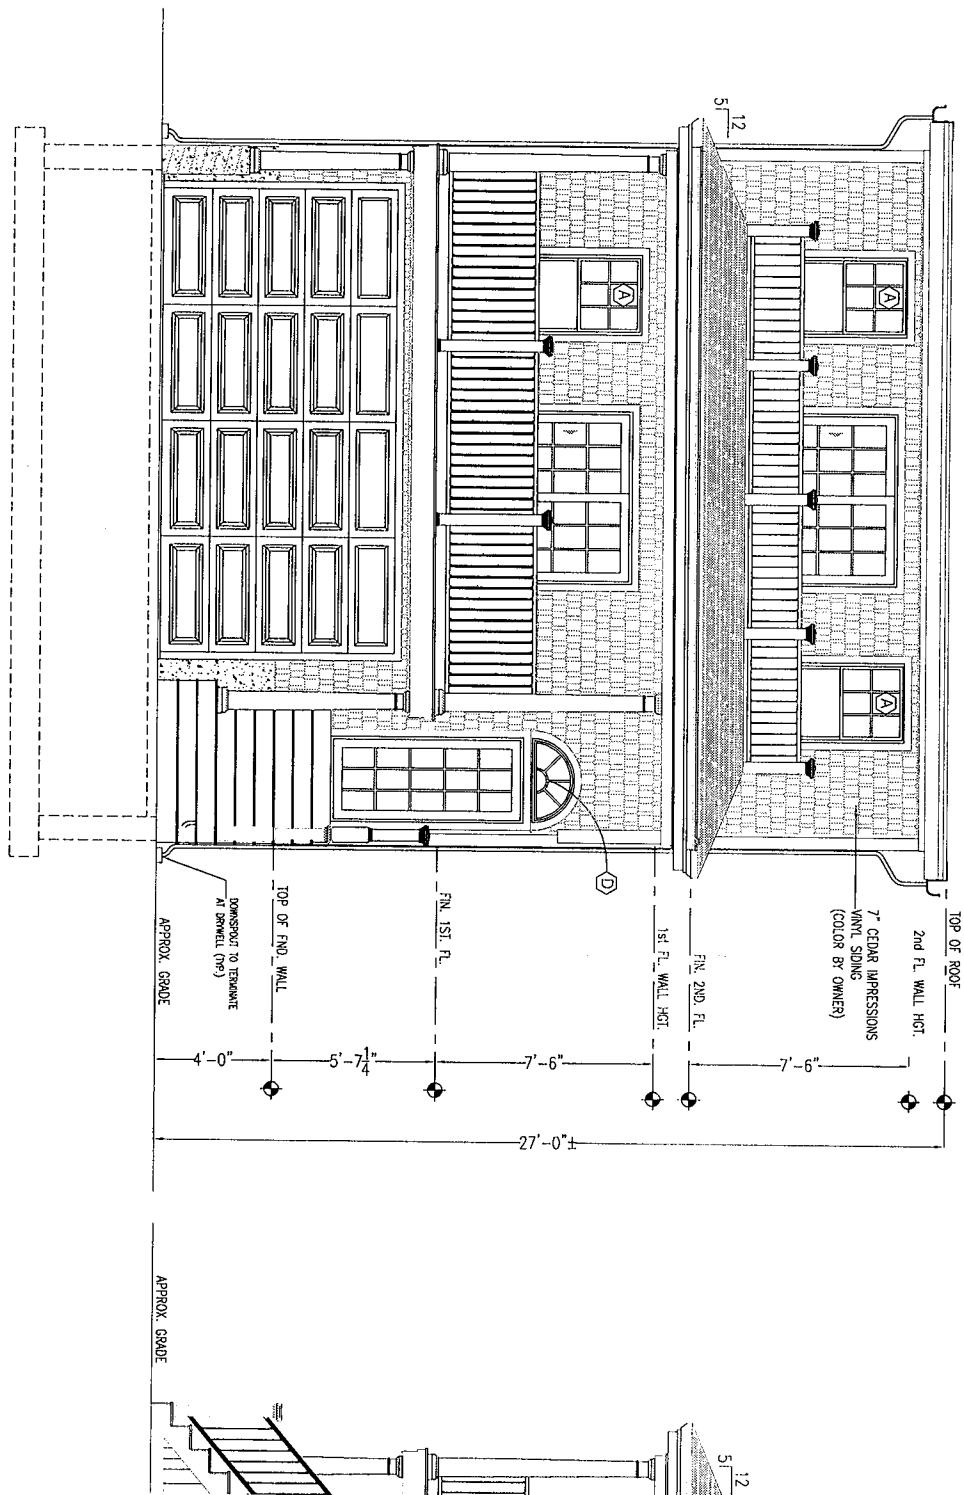 12
5
A
A
A
D
TOP OF ROOF
2nd FL. WALL HGT.
7" CEDAR IMPRESSIONS
VINYL SIDING
(COLOR BY OWNER)
FIN. 2ND. FL.
1st FL. WALL HGT.
FIN. 1ST. FL.
TOP OF FND. WALL
DOWNSPOUT TO TERMINATE
AT DRYWELL (TYP.)
APPROX. GRADE
7'-6"
7'-6"
5'-7 1/4"
4'-0"
27'-0"±
APPROX. GRADE
12
5